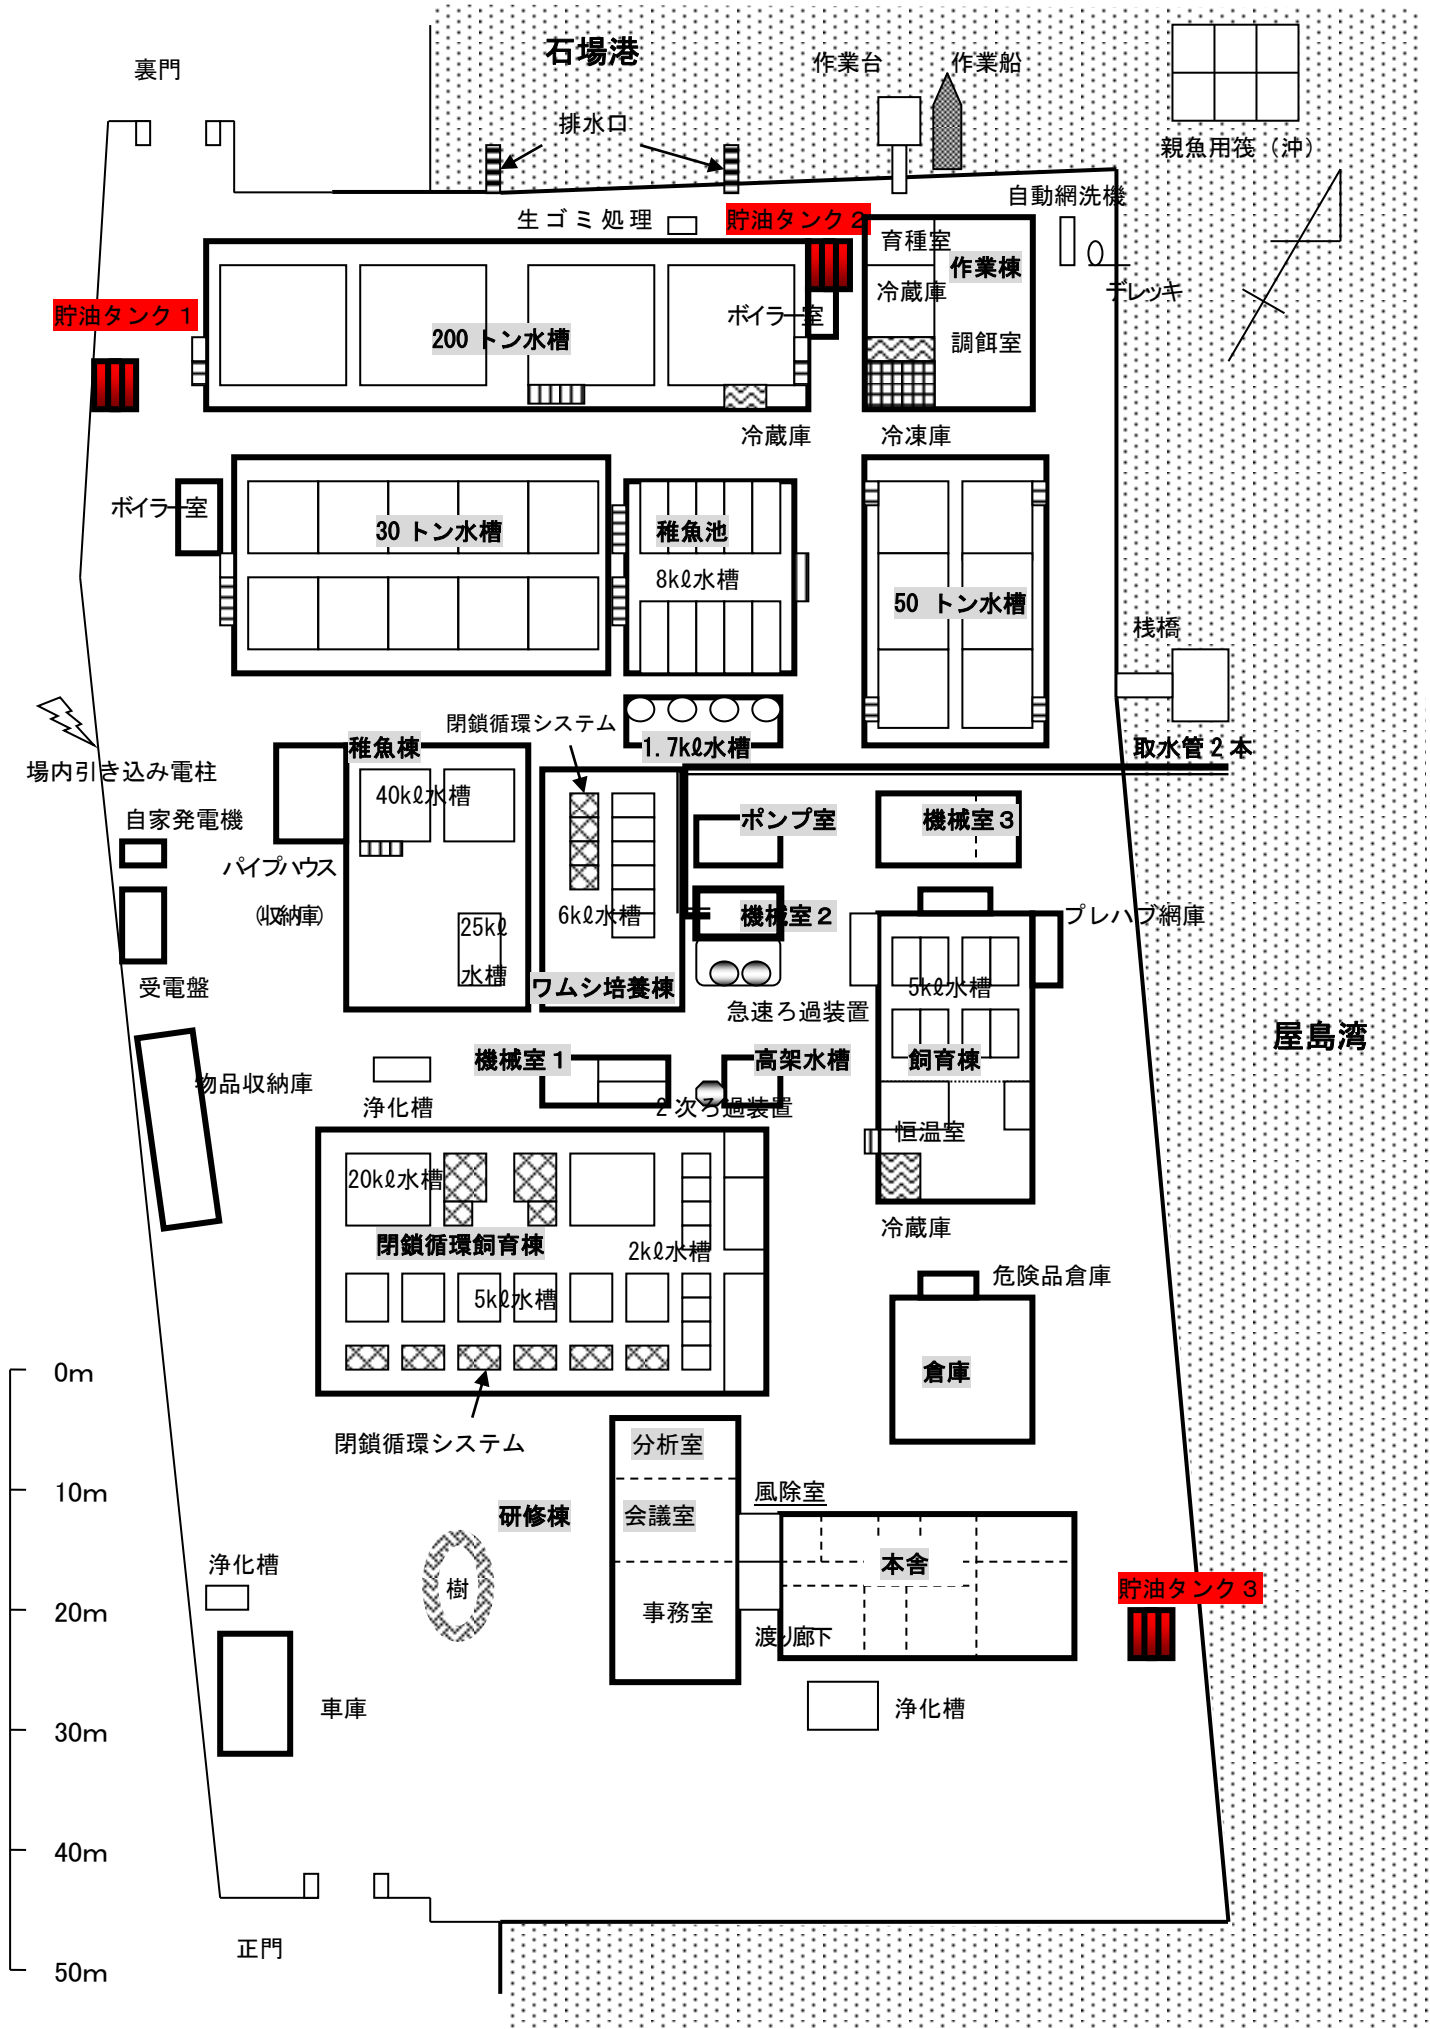 石場港
作業台
作業船
裏門
排水口
親魚用筏（沖）
自動網洗機
生ゴミ処理
貯油タンク２
育種室
作業棟
冷蔵庫
デレッキ
貯油タンク１
ボイラー室
200 トン水槽
調餌室
冷蔵庫
冷凍庫
ボイラー室
30 トン水槽
稚魚池
8kℓ水槽
50 トン水槽
桟橋
閉鎖循環システム
稚魚棟
1.7kℓ水槽
取水管２本
場内引き込み電柱
40kℓ水槽
自家発電機
ポンプ室
機械室３
パイプハウス
（収納庫）
6kℓ水槽
機械室２
プレハブ網庫
25kℓ
水槽
受電盤
ワムシ培養棟
5kℓ水槽
急速ろ過装置
屋島湾
機械室１
高架水槽
飼育棟
物品収納庫
浄化槽
２次ろ過装置
恒温室
20kℓ水槽
冷蔵庫
閉鎖循環飼育棟
2kℓ水槽
危険品倉庫
5kℓ水槽
倉庫
0ｍ
閉鎖循環システム
分析室
10ｍ
風除室
研修棟
会議室
浄化槽
本舎
樹
貯油タンク３
20ｍ
事務室
渡り廊下
車庫
浄化槽
30ｍ
40ｍ
正門
50ｍ